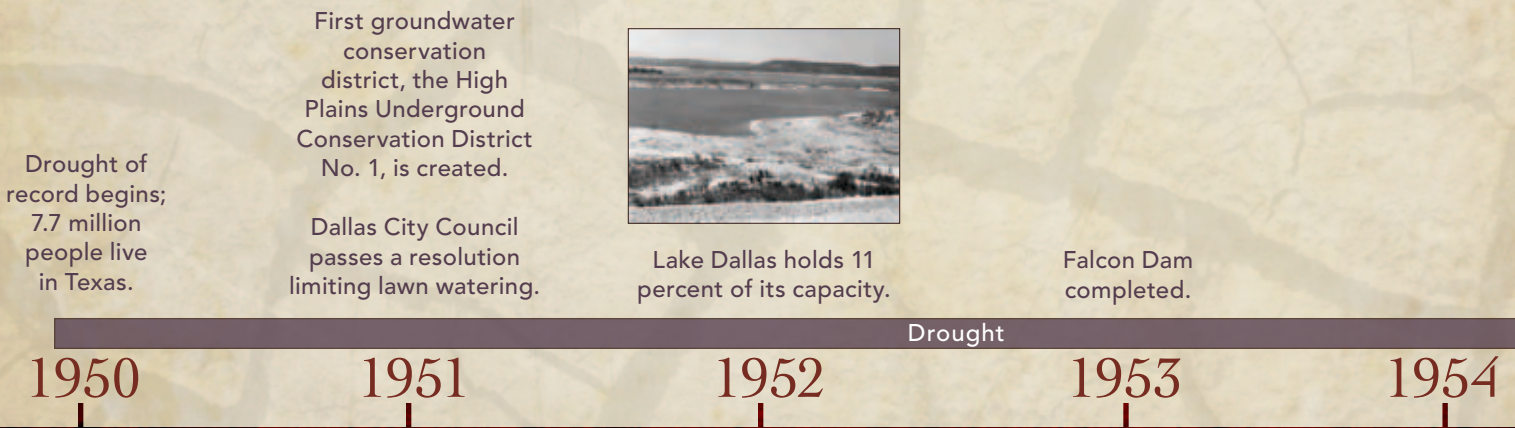 Drought of
record begins;
7.7 million
people live
in Texas.
First groundwater
conservation
district, the High
Plains Underground
Conservation District
No. 1, is created.
Dallas City Council
passes a resolution
limiting lawn watering.
Lake Dallas holds 11
percent of its capacity.
Falcon Dam
completed.
Drought
1950
1951
1952
1953
1954